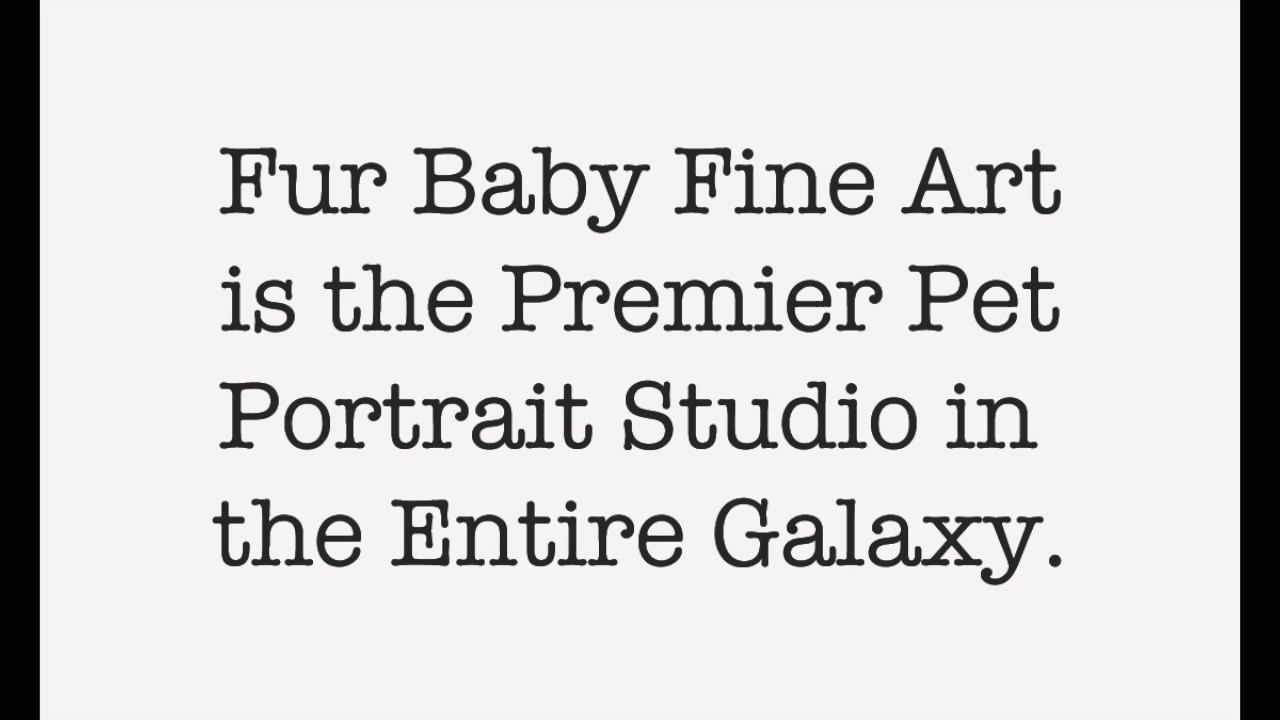 Fur Baby Fine Art
is the Premier Pet
Portrait Studio in
the Entire Galaxy.